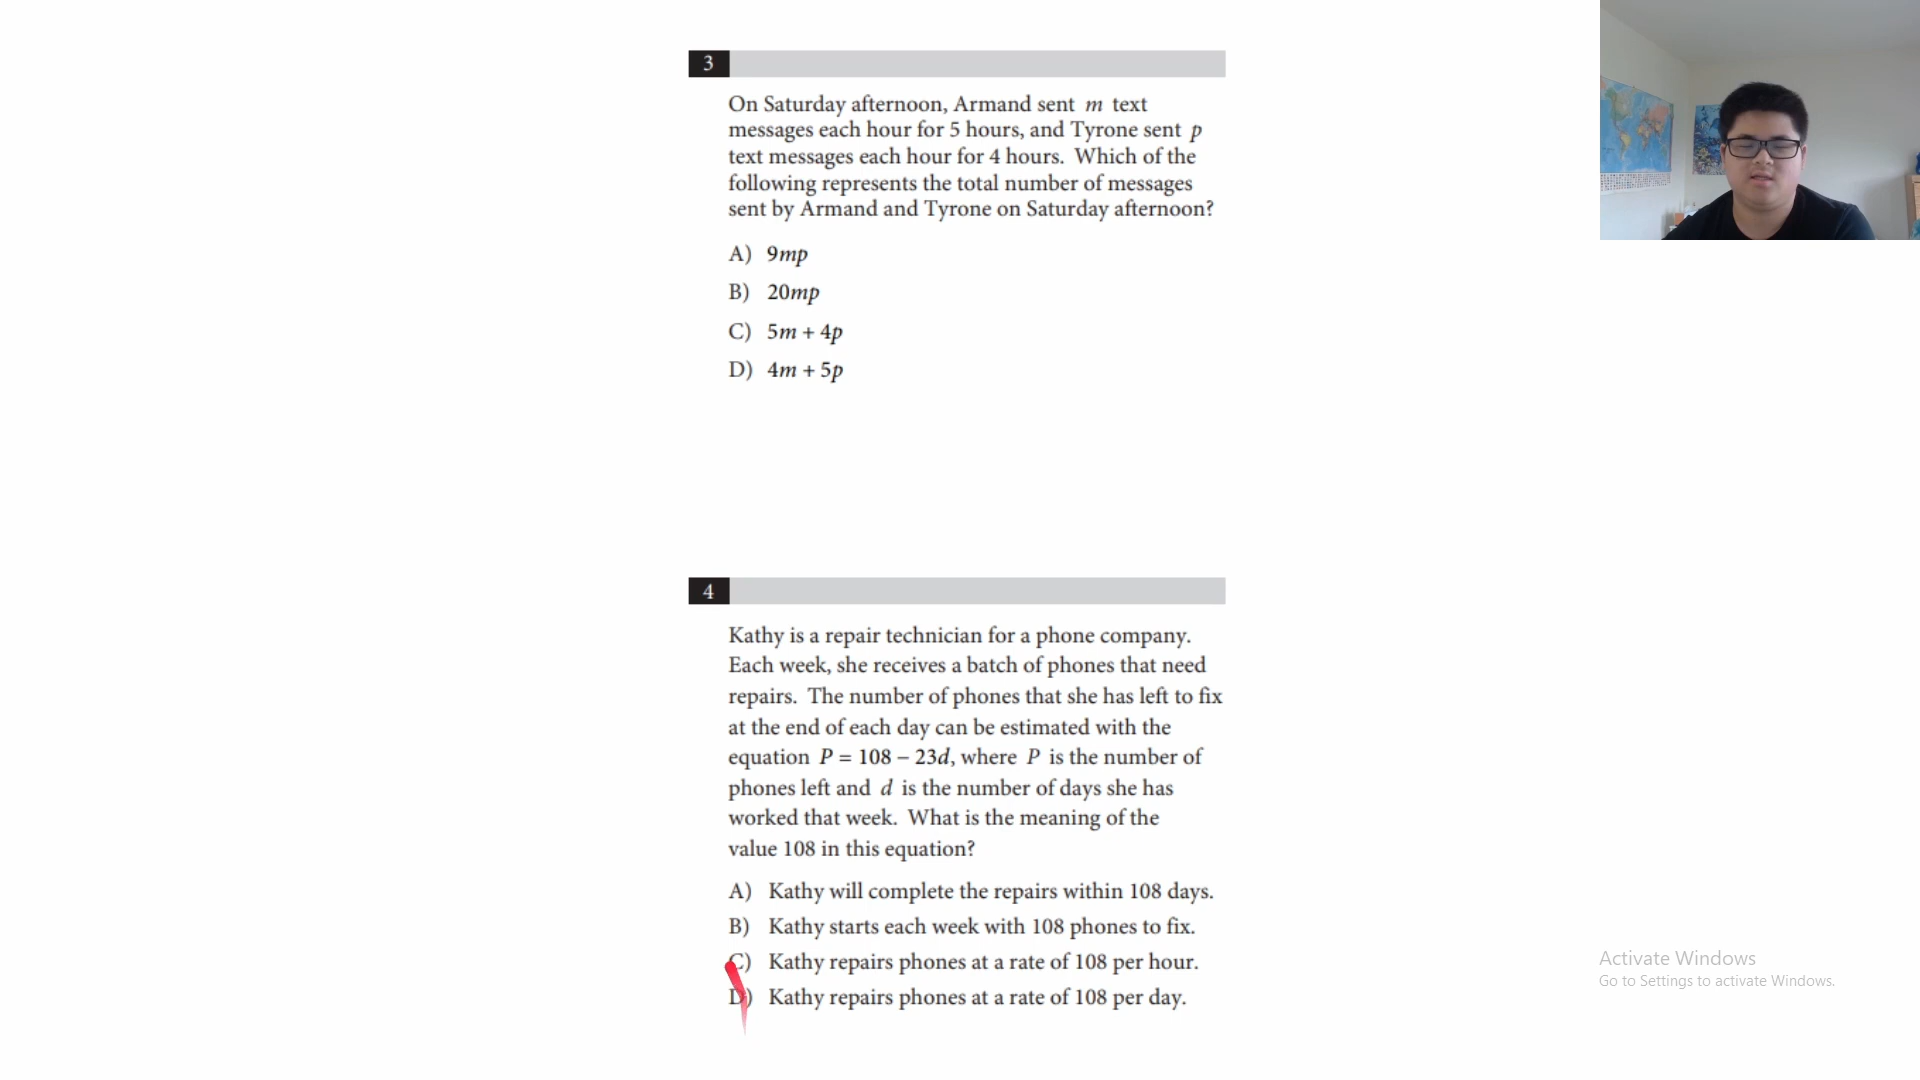 3
On Saturday afternoon, Armand sent m text
messages each hour for 5 hours, and Tyrone sent p
text messages each hour for 4 hours. Which of the
following represents the total number of messages
sent by Armand and Tyrone on Saturday afternoon?
A) 9mp
B) 20mp
C) 5m + 4p
D) 4m + 5p
4
Kathy is a repair technician for a phone company.
Each week, she receives a batch of phones that need
repairs. The number of phones that she has left to fix
at the end of each day can be estimated with the
equation P = 108 – 23d, where P is the number of
phones left and d is the number of days she has
worked that week. What is the meaning of the
value 108 in this equation?
A) Kathy will complete the repairs within 108 days.
B) Kathy starts each week with 108 phones to fix.
C) Kathy repairs phones at a rate of 108 per hour.
D) Kathy repairs phones at a rate of 108 per day.
Activate Windows
Go to Settings to activate Windows.